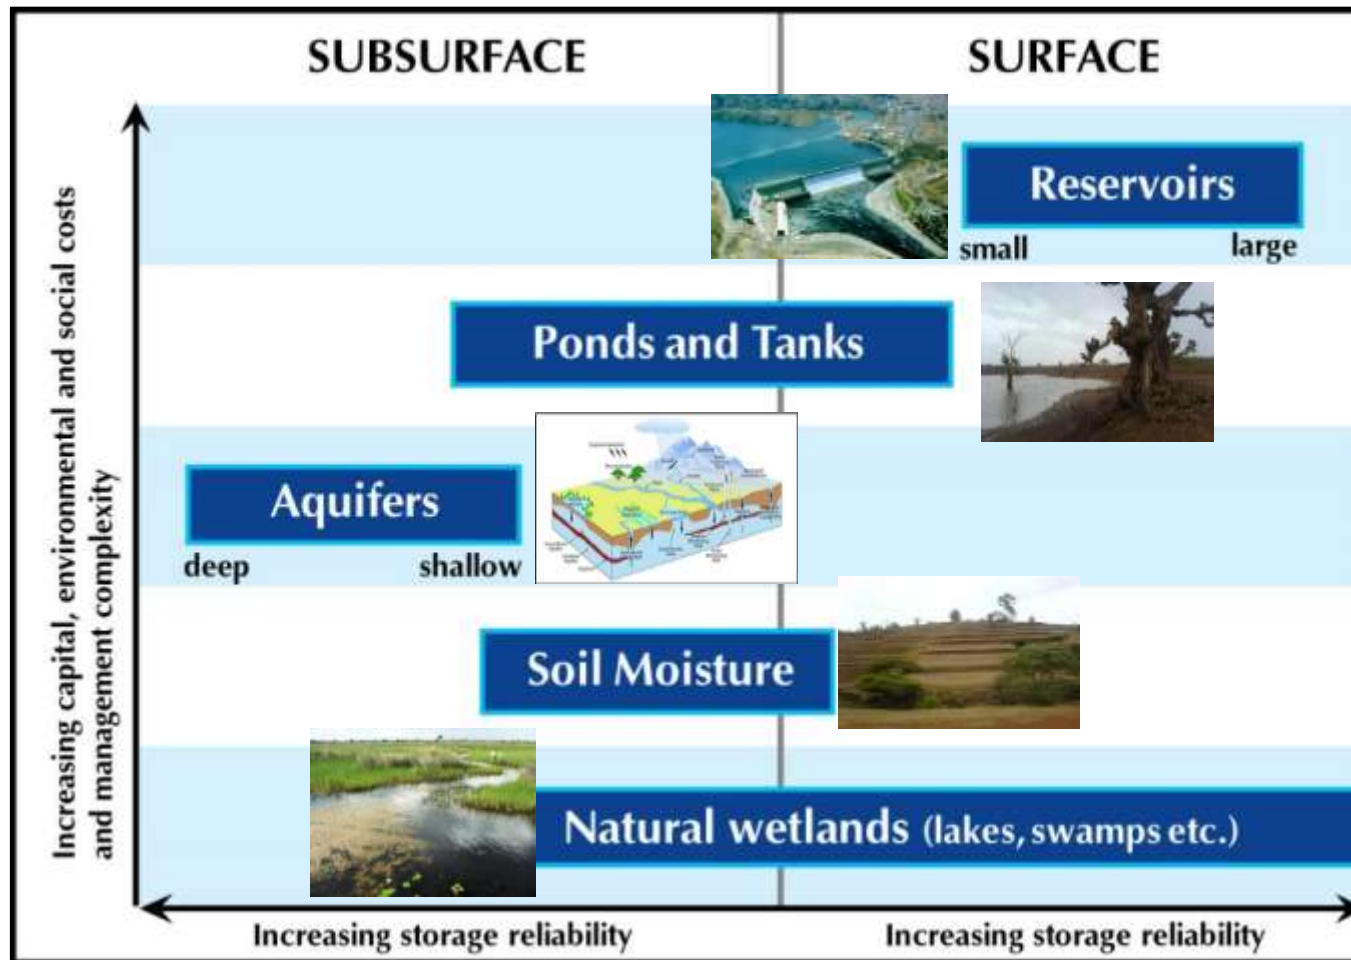 SUBSURFACE
SURFACE
Increasing capital, environmental and social costs
and management complexity
Reservoirs
small
large
Ponds and Tanks
Aquifers
deep
shallow
Soil Moisture
Natural wetlands (lakes, swamps etc.)
Increasing storage reliability
Increasing storage reliability